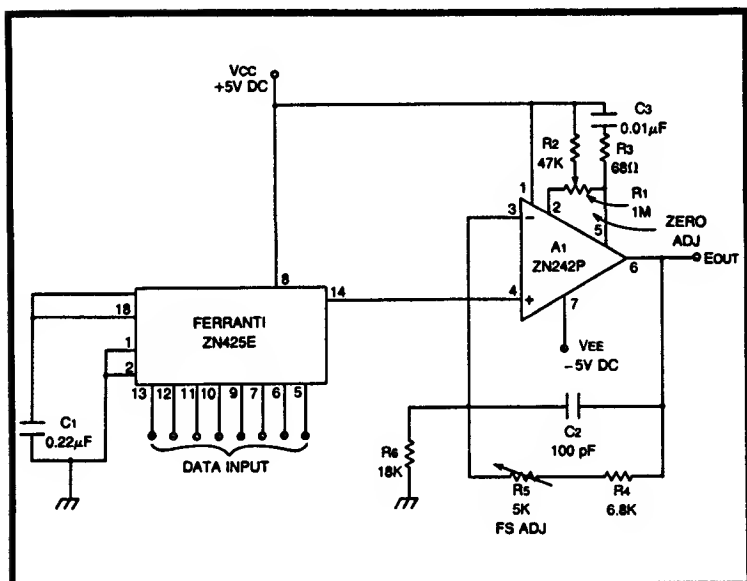 VCC
+5V DC
C3
0.01µF
R2
47K
R3
68Ω
R1
1M
ZERO
ADJ
1
2
3
5
−
A1
ZN242P
6
EOUT
4
+
7
VEE
−5V DC
8
14
18
1
2
FERRANTI
ZN425E
13 12 11 10 9 7 6 5
DATA INPUT
C1
0.22µF
C2
100 pF
R6
18K
R5
5K
FS ADJ
R4
6.8K